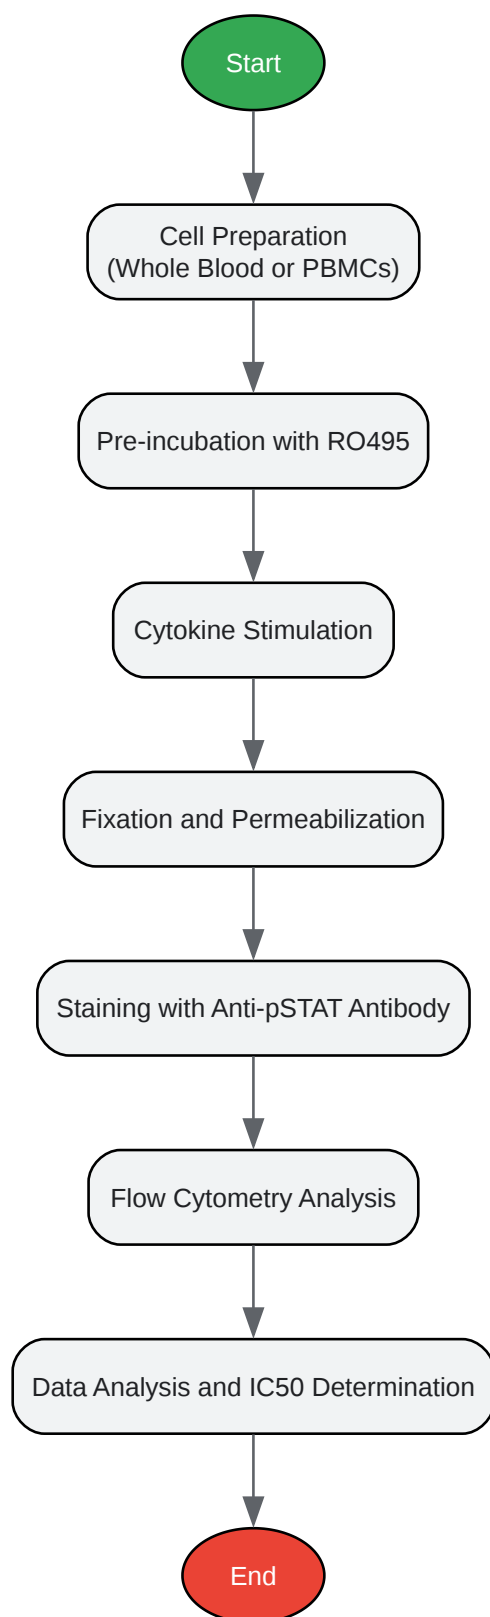 Start
Cell Preparation
(Whole Blood or PBMCs)
Pre-incubation with RO495
Cytokine Stimulation
Fixation and Permeabilization
Staining with Anti-pSTAT Antibody
Flow Cytometry Analysis
Data Analysis and IC50 Determination
End